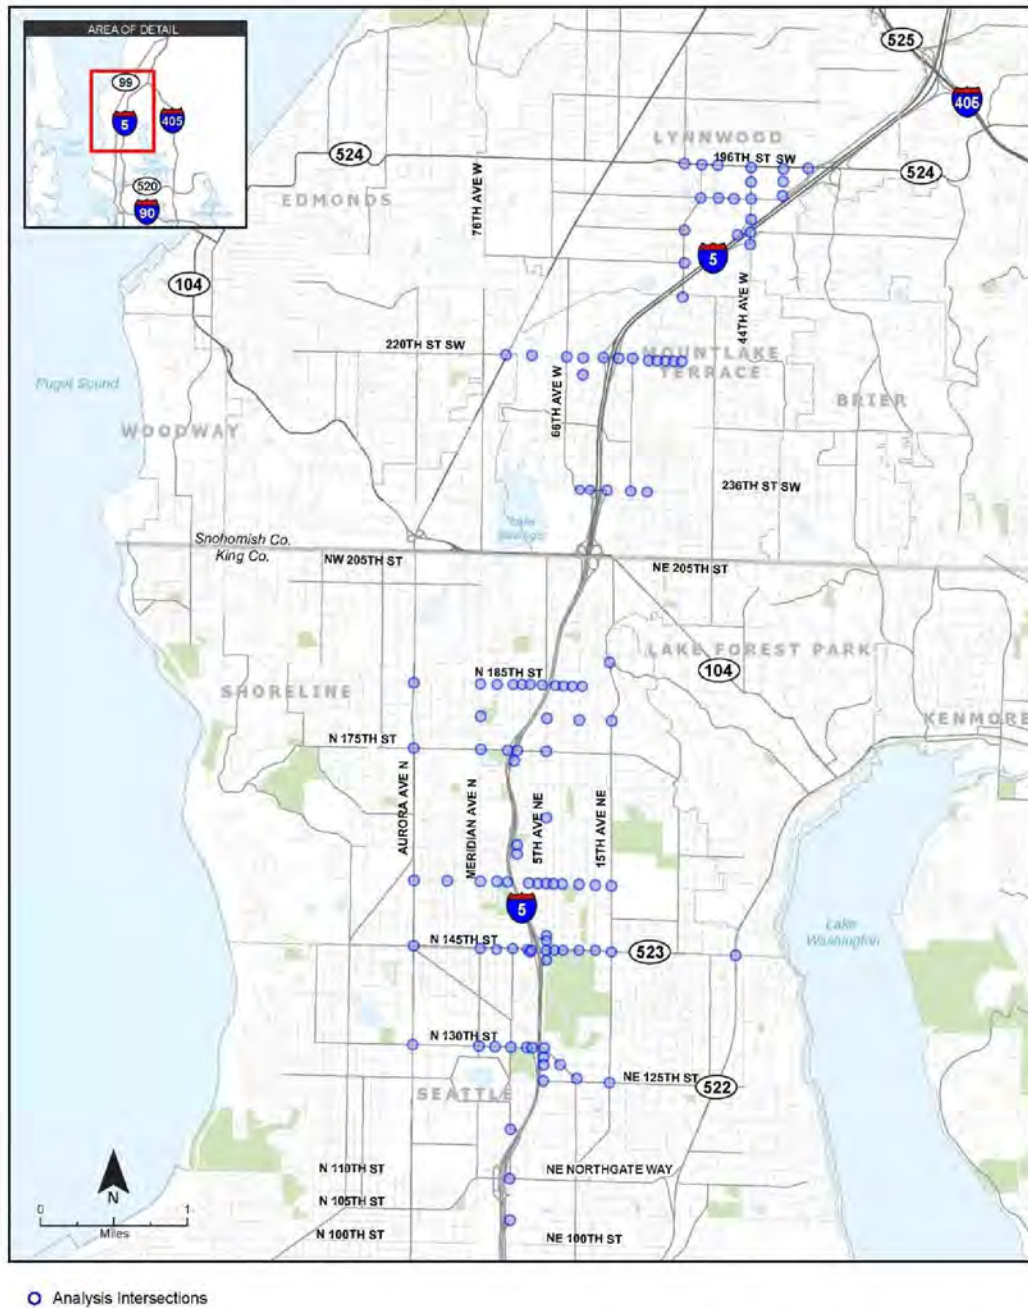 AREA OF DETAIL
99
5
405
520
90
525
405
LYNNWOOD
524
196TH ST SW
524
EDMONDS
76TH AVE W
5
104
44TH AVE W
220TH ST SW
MOUNTLAKE
TERRACE
Puget Sound
66TH AVE W
BRIER
WOODWAY
236TH ST SW
Snohomish Co.
King Co.
NW 205TH ST
NE 205TH ST
LAKE FOREST PARK
N 185TH ST
104
SHORELINE
KENMORE
N 175TH ST
AURORA AVE N
MERIDIAN AVE N
5TH AVE NE
15TH AVE NE
5
Lake
Washington
N 145TH ST
523
N 130TH ST
NE 125TH ST
522
SEATTLE
N 110TH ST
NE NORTHGATE WAY
N
N 105TH ST
0
1
Miles
N 100TH ST
NE 100TH ST
Analysis Intersections